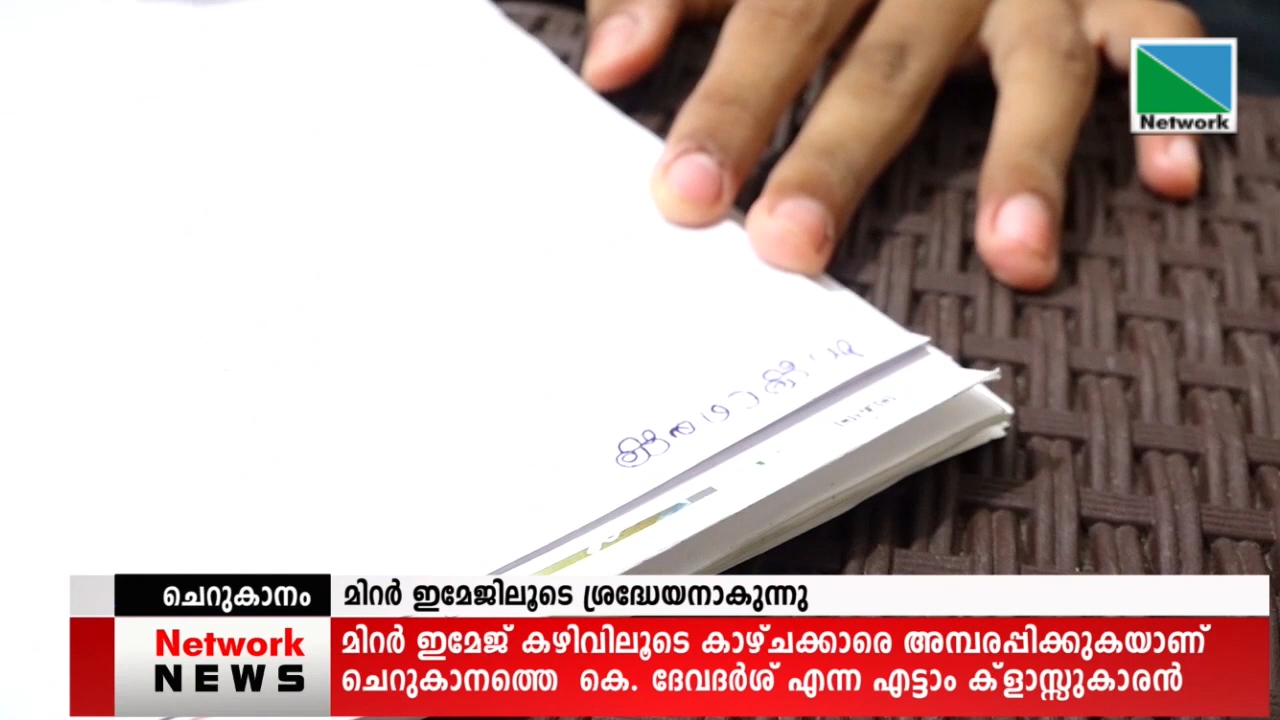 Network
ചെറുകാനം
മിറർ ഇമേജിലൂടെ ശ്രദ്ധേയനാകുന്നു
Network
NEWS
മിറർ ഇമേജ് കഴിവിലൂടെ കാഴ്ചക്കാരെ അമ്പരപ്പിക്കുകയാണ്
ചെറുകാനത്തെ കെ. ദേവദർശ് എന്ന എട്ടാം ക്ളാസ്സുകാരൻ